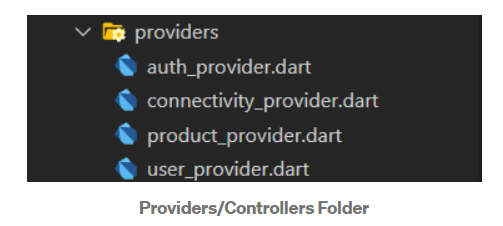 providers
auth_provider.dart
connectivity_provider.dart
product_provider.dart
user_provider.dart
Providers/Controllers Folder